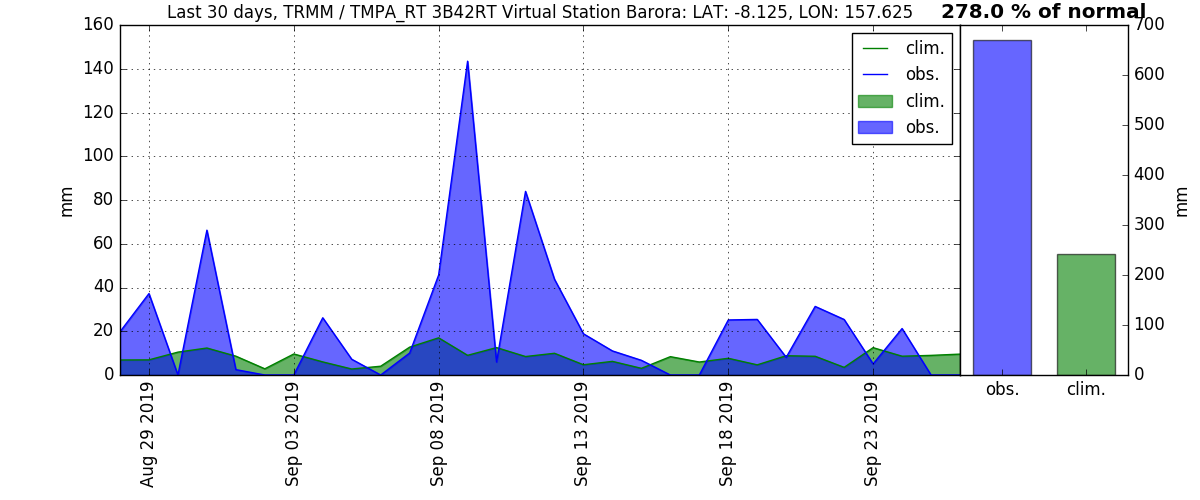 Last 30 days, TRMM / TMPA_RT 3B42RT Virtual Station Barora: LAT: -8.125, LON: 157.625
278.0 % of normal
160
140
120
100
80
60
40
20
0
mm
clim.
obs.
clim.
obs.
Aug 29 2019
Sep 03 2019
Sep 08 2019
Sep 13 2019
Sep 18 2019
Sep 23 2019
700
600
500
400
300
200
100
0
mm
obs.
clim.